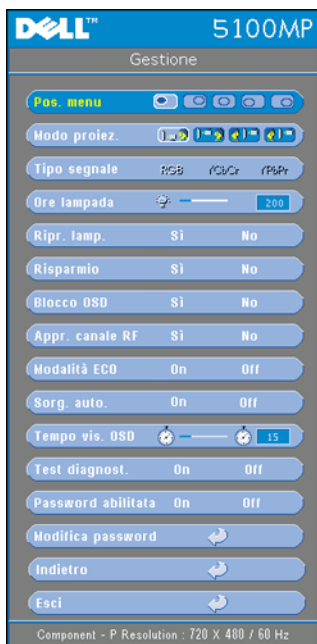 DELL™ 5100MP
Gestione
Pos. menu
Modo proiez.
Tipo segnale RGB YCbCr YPbPr
Ore lampada 200
Ripr. lamp. Sì No
Risparmio Sì No
Blocco OSD Sì No
Appr. canale RF Sì No
Modalità ECO On Off
Sorg. auto. On Off
Tempo vis. OSD 15
Test diagnost. On Off
Password abilitata On Off
Modifica password
Indietro
Esci
Component - P Resolution : 720 X 480 / 60 Hz